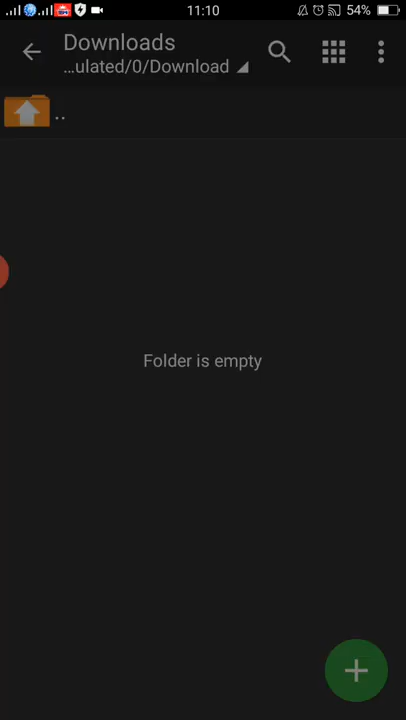 11:10
54%
Downloads
...ulated/0/Download
..
Folder is empty